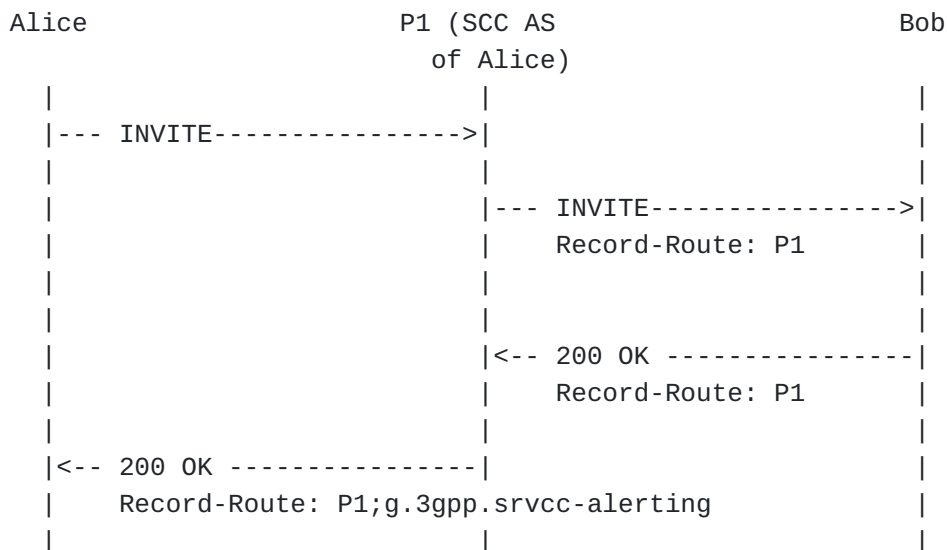 Alice P1 (SCC AS Bob
of Alice)
| | |
|--- INVITE---------------->| |
| | |
| |--- INVITE---------------->|
| | Record-Route: P1 |
| | |
| | |
| |<-- 200 OK ----------------|
| | Record-Route: P1 |
| | |
|<-- 200 OK ----------------| |
| Record-Route: P1;g.3gpp.srvcc-alerting |
| | |